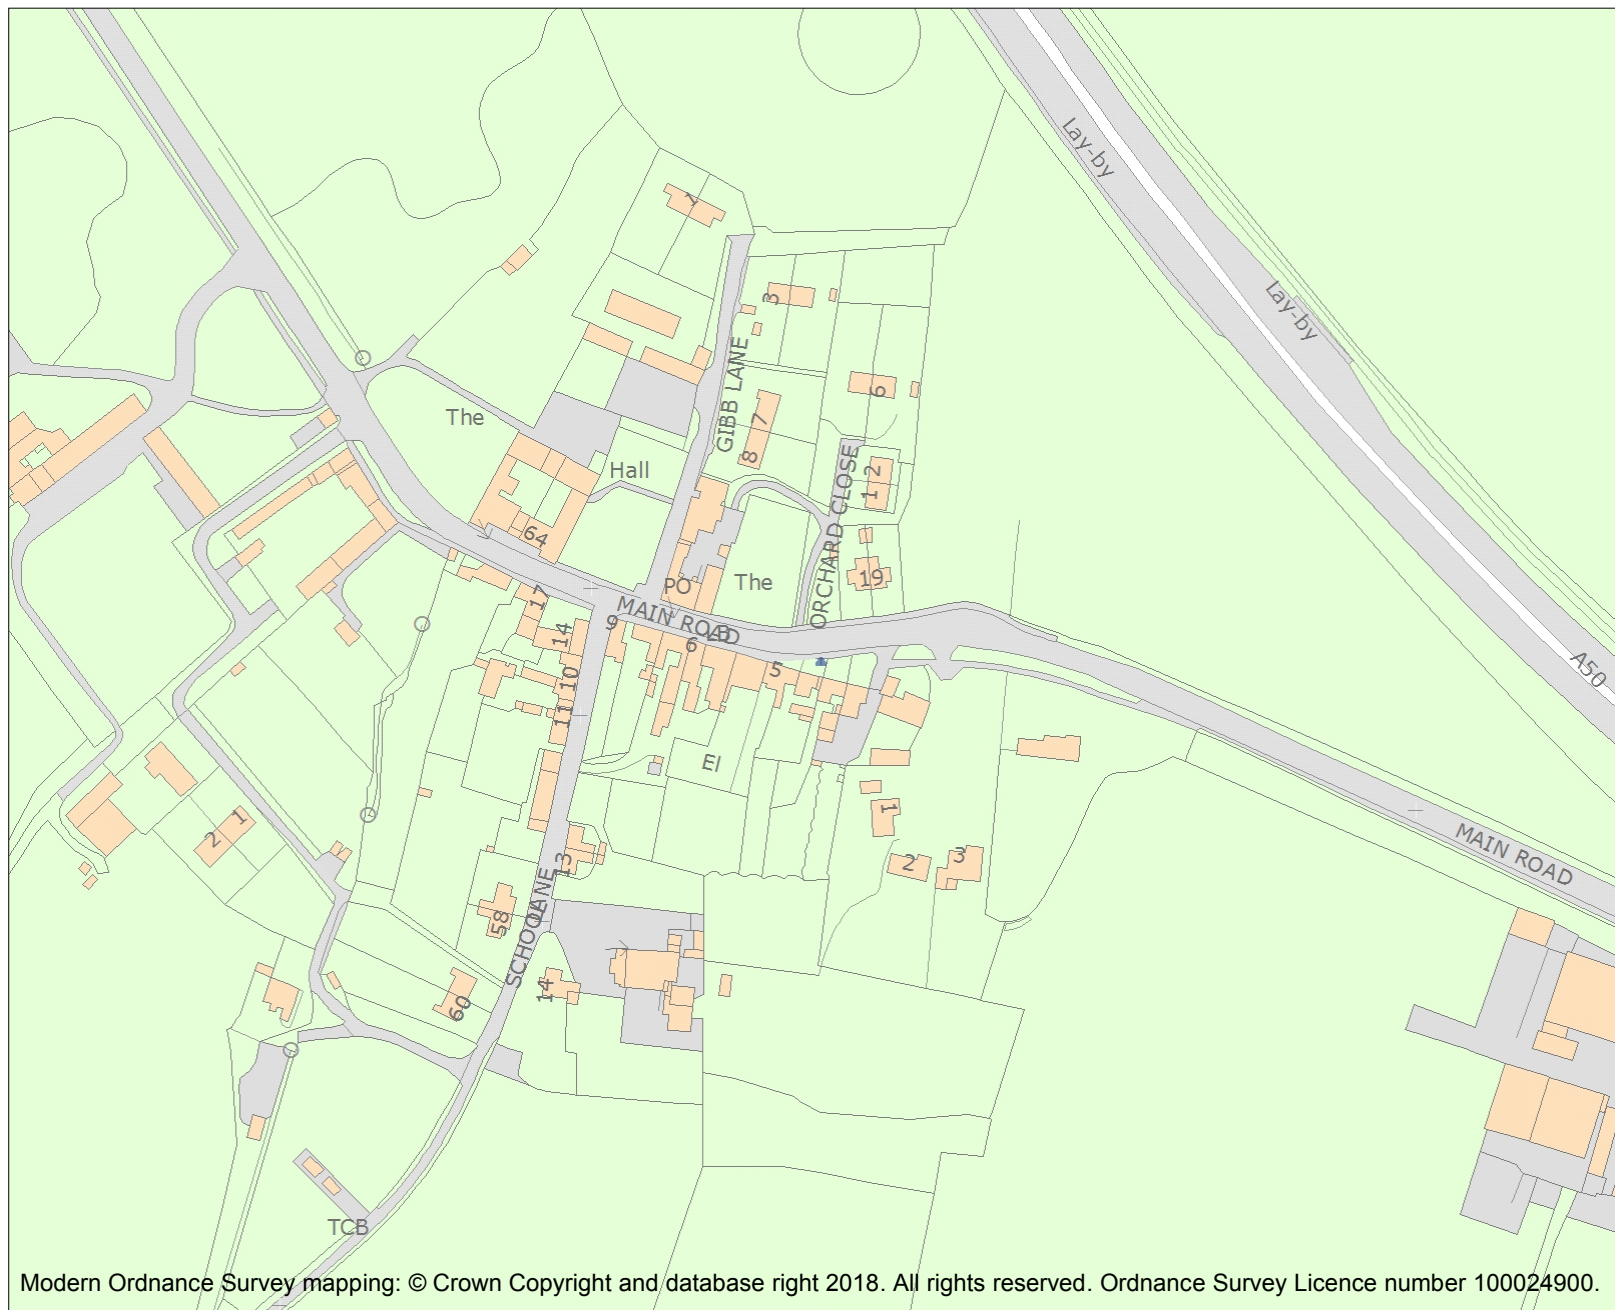 Lay-by
1
Lay-by
3
GIBB LANE
6
The
7
8
Hall
ORCHARD CLOSE
2
1
64
19
The
PO
17
MAIN ROAD
9
LB
14
6
5
A50
10
11
El
1
1
2
MAIN ROAD
13
2
3
58
SCHOOL LANE
14
60
TCB
Modern Ordnance Survey mapping: © Crown Copyright and database right 2018. All rights reserved. Ordnance Survey Licence number 100024900.